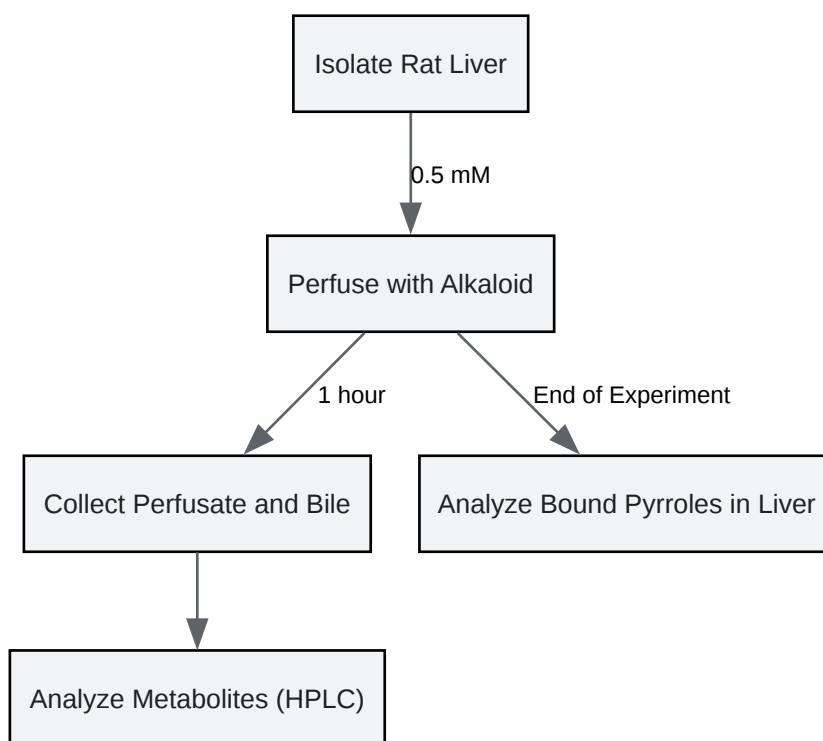 Isolate Rat Liver
0.5 mM
Perfuse with Alkaloid
1 hour
End of Experiment
Collect Perfusate and Bile
Analyze Bound Pyrroles in Liver
Analyze Metabolites (HPLC)